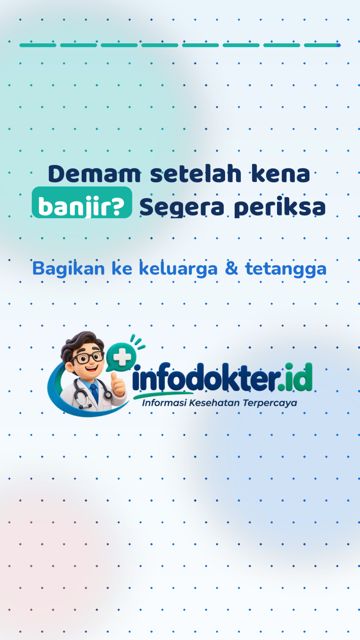 Demam setelah kena
banjir? Segera periksa
Bagikan ke keluarga & tetangga
infodokter.id
Informasi Kesehatan Terpercaya